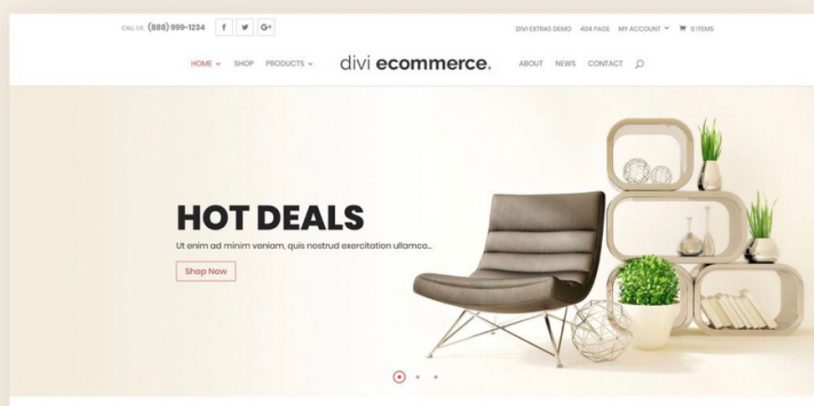 CALL US: (888) 999-1234
DIVI EXTRAS DEMO 404 PAGE MY ACCOUNT 0 ITEMS
HOME SHOP PRODUCTS divi ecommerce. ABOUT NEWS CONTACT
HOT DEALS
Ut enim ad minim veniam, quis nostrud exercitation ullamco...
Shop Now